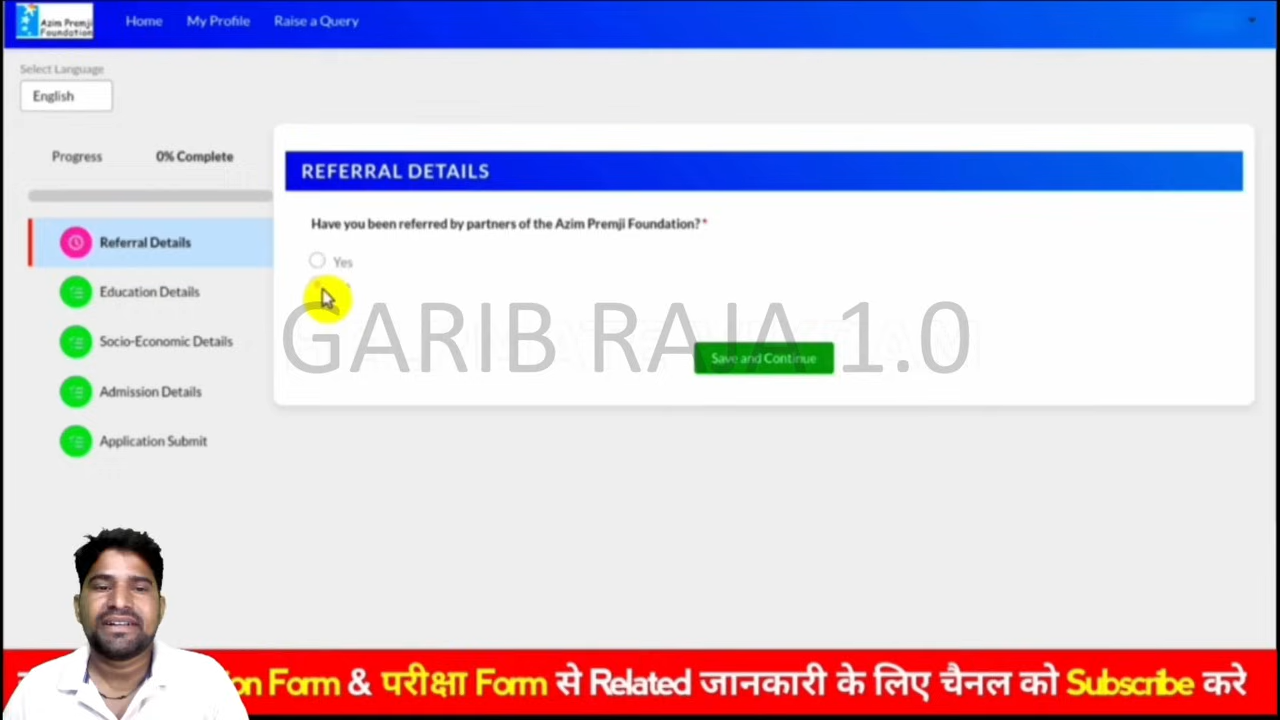 Azim Premji
Foundation
Home My Profile Raise a Query
Select Language
English
Progress 0% Complete
REFERRAL DETAILS
Have you been referred by partners of the Azim Premji Foundation? *
Yes
Referral Details
Education Details
Socio-Economic Details
Admission Details
Application Submit
GARIB RAJA 1.0
Save and Continue
Form & परीक्षा Form से Related जानकारी के लिए चैनल को Subscribe करे